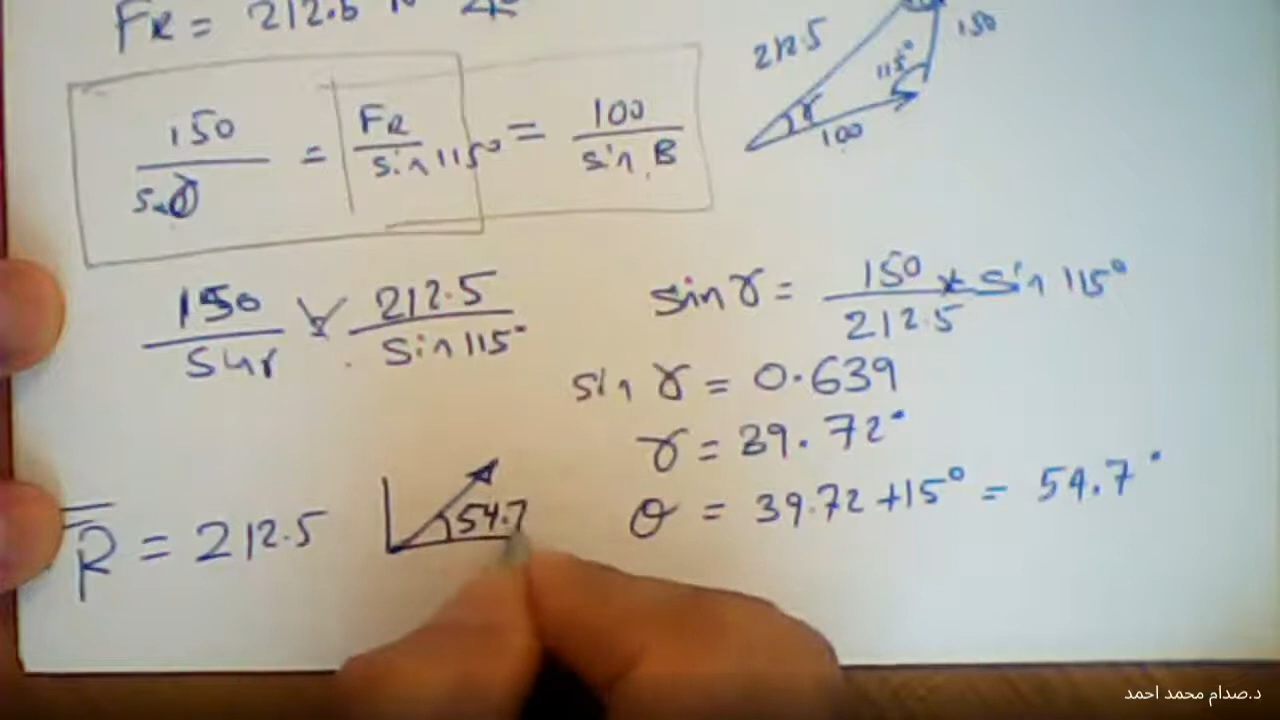 FR = 212.5 N
212.5
150
115°
γ
100
150 / sin γ = FR / sin 115° = 100 / sin B
150 / sin γ = 212.5 / sin 115°
sin γ = 150 / 212.5 * sin 115°
sin γ = 0.639
γ = 39.72°
θ = 39.72 + 15° = 54.7°
R = 212.5
54.7
د.صدام محمد احمد